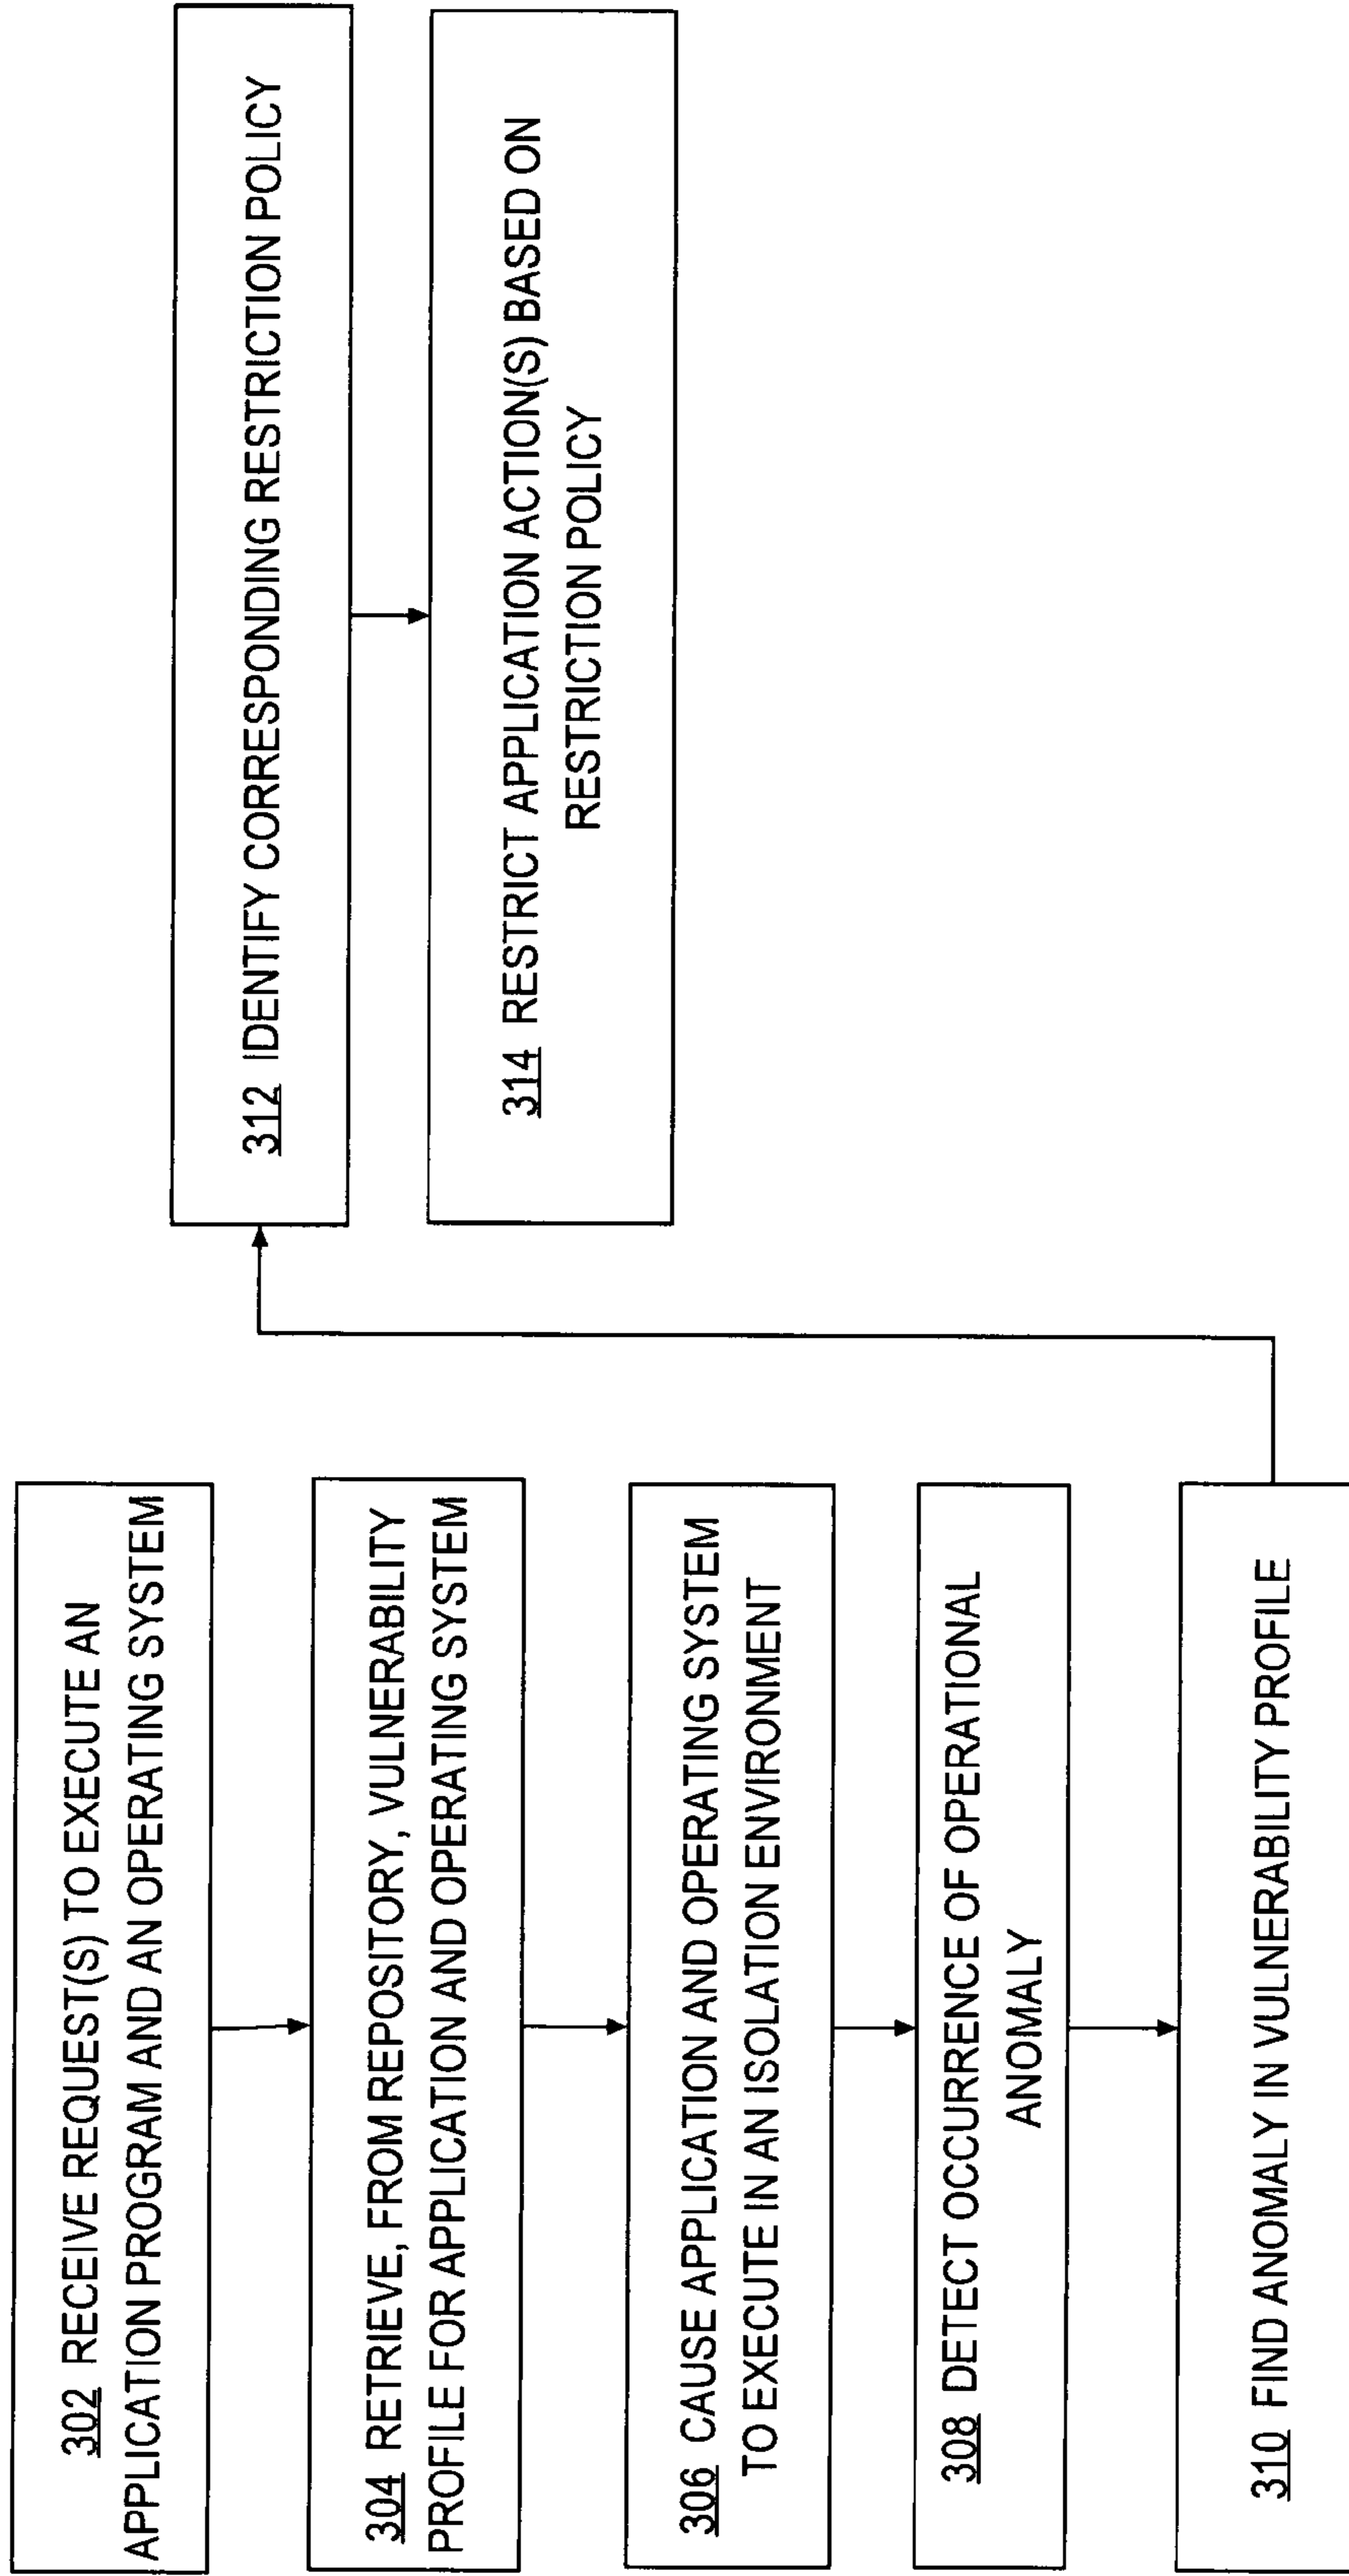 302 RECEIVE REQUEST(S) TO EXECUTE AN
APPLICATION PROGRAM AND AN OPERATING SYSTEM
304 RETRIEVE, FROM REPOSITORY, VULNERABILITY
PROFILE FOR APPLICATION AND OPERATING SYSTEM
306 CAUSE APPLICATION AND OPERATING SYSTEM
TO EXECUTE IN AN ISOLATION ENVIRONMENT
308 DETECT OCCURRENCE OF OPERATIONAL
ANOMALY
310 FIND ANOMALY IN VULNERABILITY PROFILE
312 IDENTIFY CORRESPONDING RESTRICTION POLICY
314 RESTRICT APPLICATION ACTION(S) BASED ON
RESTRICTION POLICY